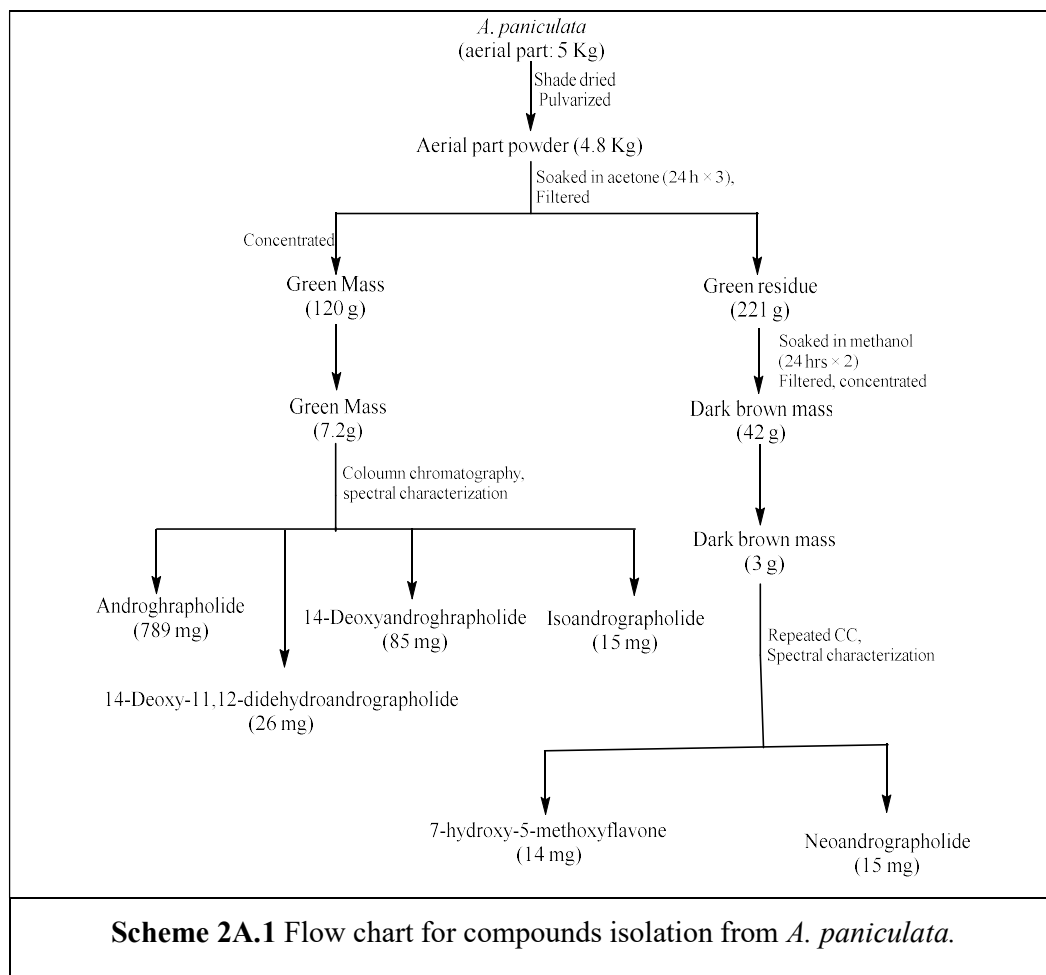 A. paniculata
(aerial part: 5 Kg)
Shade dried
Pulvarized
Aerial part powder (4.8 Kg)
Soaked in acetone (24 h × 3),
Filtered
Concentrated
Green Mass
(120 g)
Green residue
(221 g)
Soaked in methanol
(24 hrs × 2)
Filtered, concentrated
Green Mass
(7.2g)
Dark brown mass
(42 g)
Coloumn chromatography,
spectral characterization
Dark brown mass
(3 g)
Androghrapholide
(789 mg)
14-Deoxyandroghrapholide
(85 mg)
Isoandrographolide
(15 mg)
Repeated CC,
Spectral characterization
14-Deoxy-11,12-didehydroandrographolide
(26 mg)
7-hydroxy-5-methoxyflavone
(14 mg)
Neoandrographolide
(15 mg)
Scheme 2A.1 Flow chart for compounds isolation from A. paniculata.